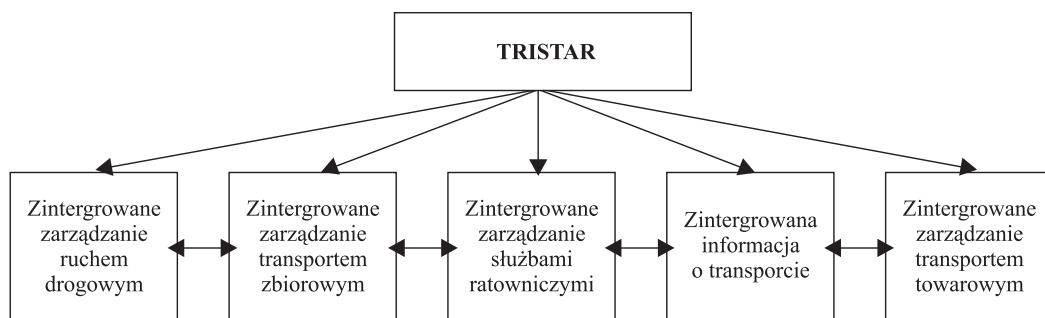 TRISTAR
Zintergrowane
zarządzanie
ruchem
drogowym
Zintergrowane
zarządzanie
transportem
zbiorowym
Zintergrowane
zarządzanie
służbami
ratowniczymi
Zintergrowana
informacja
o transporcie
Zintergrowane
zarządzanie
transportem
towarowym